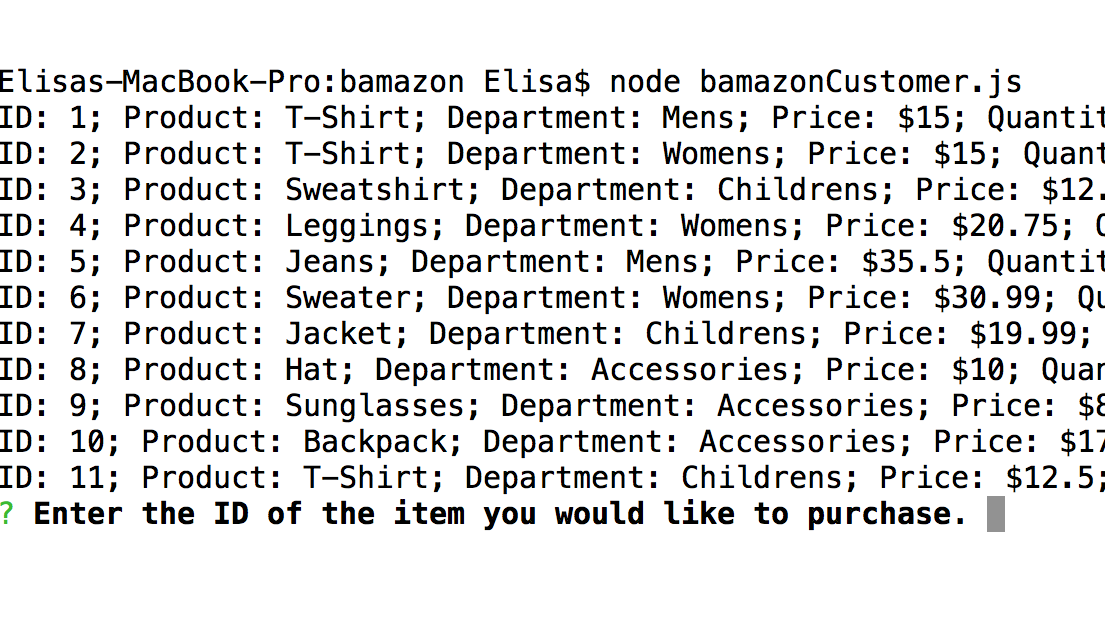 Elisas-MacBook-Pro:bamazon Elisa$ node bamazonCustomer.js
ID: 1; Product: T-Shirt; Department: Mens; Price: $15; Quantit
ID: 2; Product: T-Shirt; Department: Womens; Price: $15; Quant
ID: 3; Product: Sweatshirt; Department: Childrens; Price: $12.
ID: 4; Product: Leggings; Department: Womens; Price: $20.75;
ID: 5; Product: Jeans; Department: Mens; Price: $35.5; Quantit
ID: 6; Product: Sweater; Department: Womens; Price: $30.99; Qu
ID: 7; Product: Jacket; Department: Childrens; Price: $19.99;
ID: 8; Product: Hat; Department: Accessories; Price: $10; Quan
ID: 9; Product: Sunglasses; Department: Accessories; Price: $8
ID: 10; Product: Backpack; Department: Accessories; Price: $17
ID: 11; Product: T-Shirt; Department: Childrens; Price: $12.5;
? Enter the ID of the item you would like to purchase.